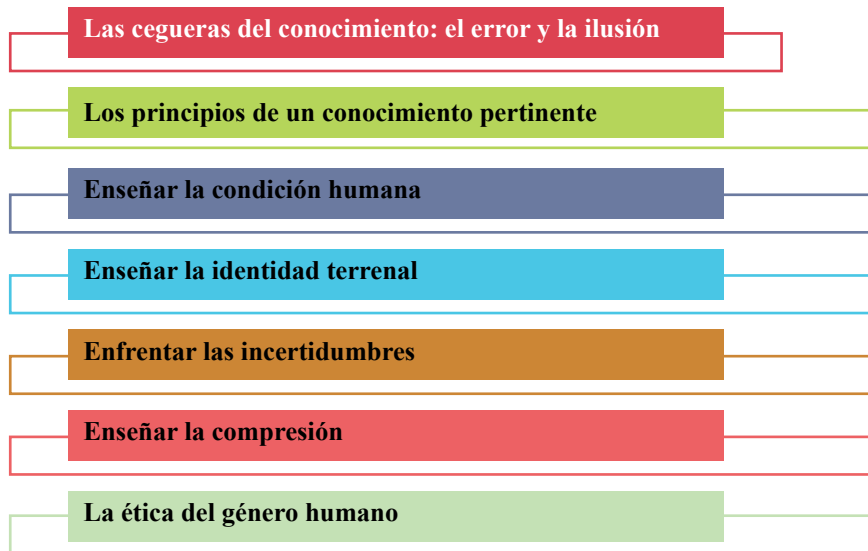 Las cegueras del conocimiento: el error y la ilusión
Los principios de un conocimiento pertinente
Enseñar la condición humana
Enseñar la identidad terrenal
Enfrentar las incertidumbres
Enseñar la compresión
La ética del género humano